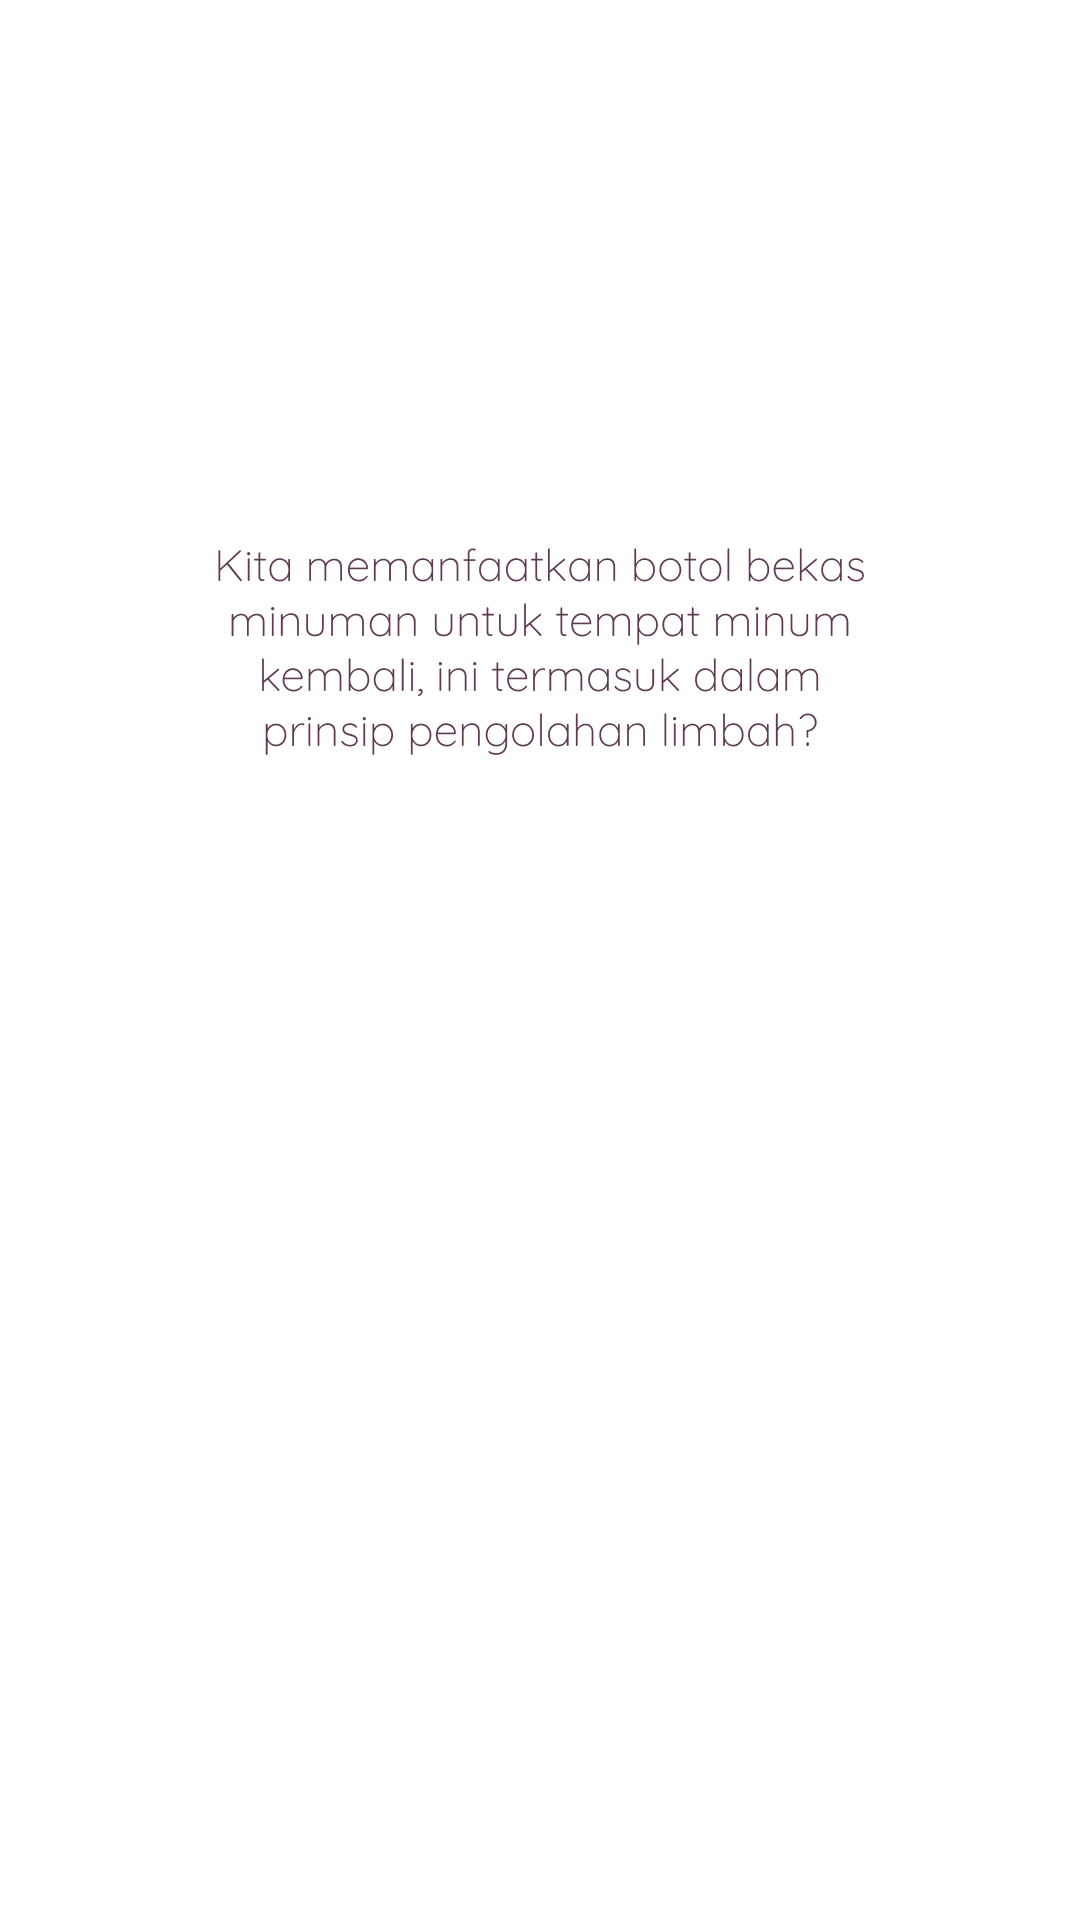 Kita memanfaatkan botol bekas
minuman untuk tempat minum
kembali, ini termasuk dalam
prinsip pengolahan limbah?